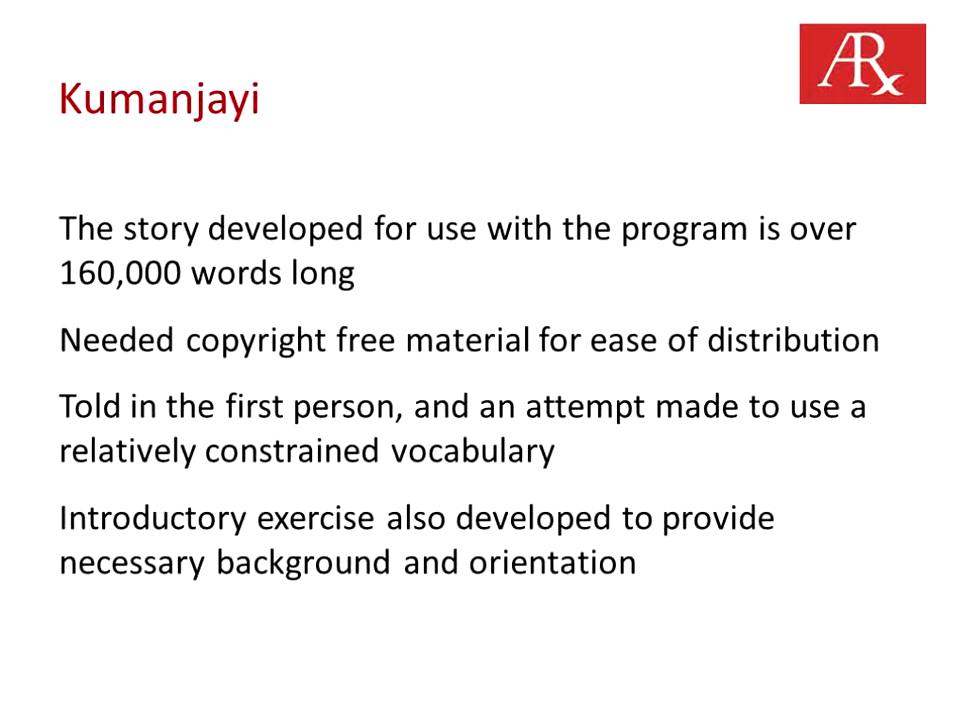 ARx
Kumanjayi
The story developed for use with the program is over
160,000 words long
Needed copyright free material for ease of distribution
Told in the first person, and an attempt made to use a
relatively constrained vocabulary
Introductory exercise also developed to provide
necessary background and orientation